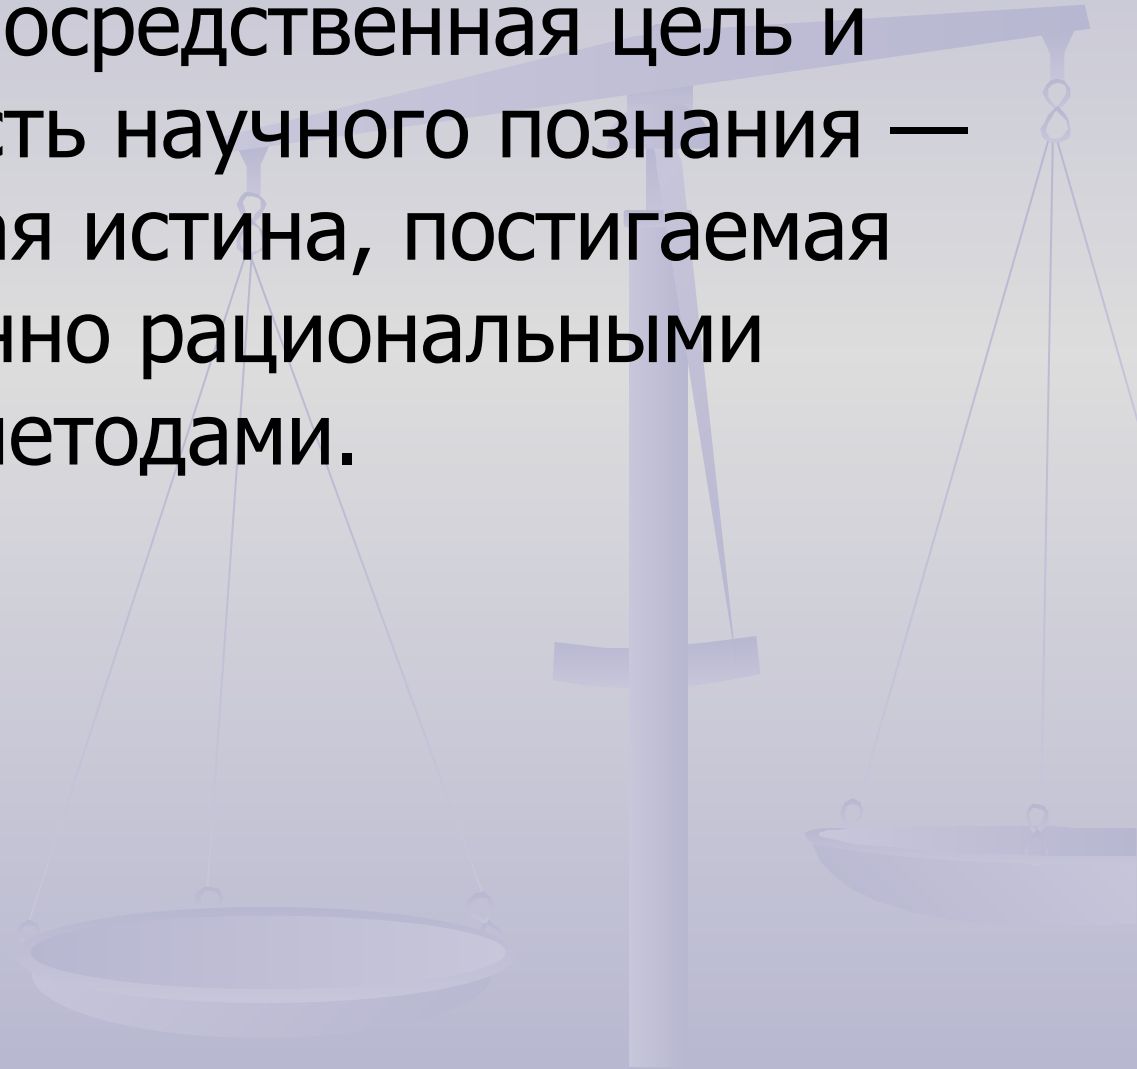 осредственная цель и
сть научного познания —
ая истина, постигаемая
нно рациональными
етодами.